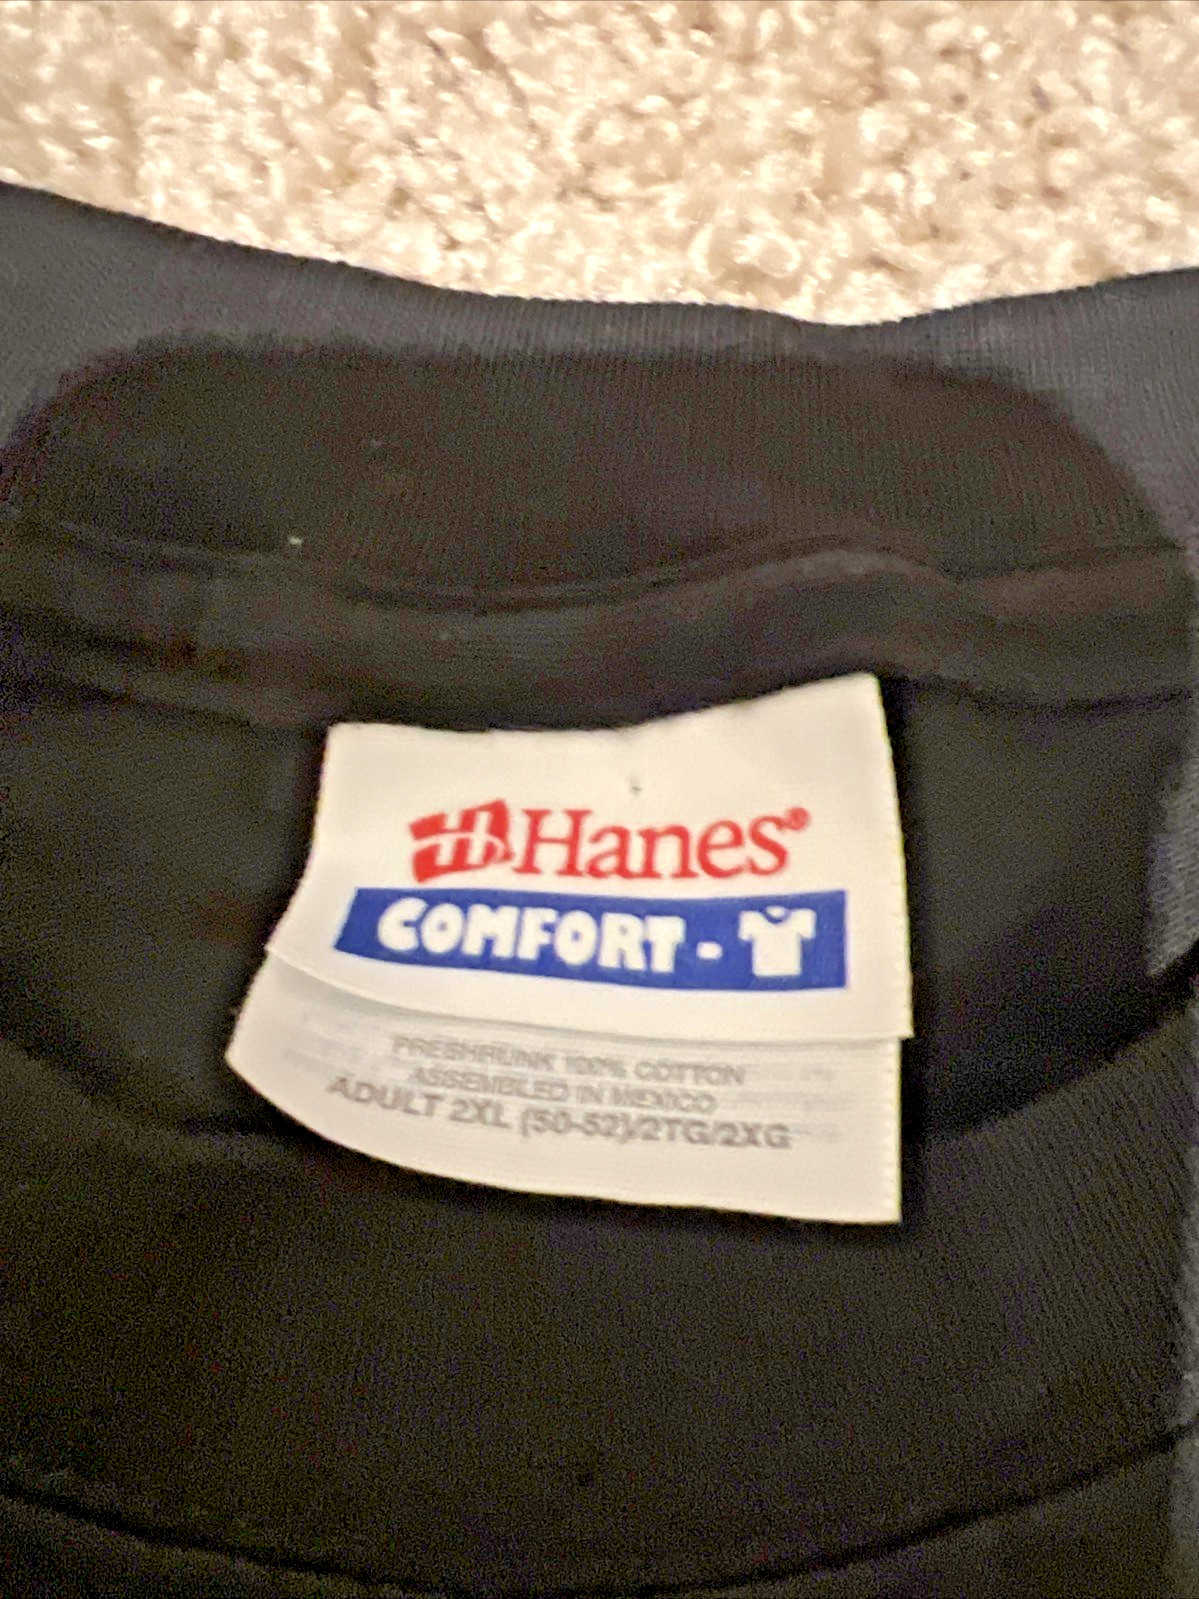 Hanes®
COMFORT -
PRESHRUNK 100% COTTON
ASSEMBLED IN MEXICO
ADULT 2XL (50-52)/2TG/2XG